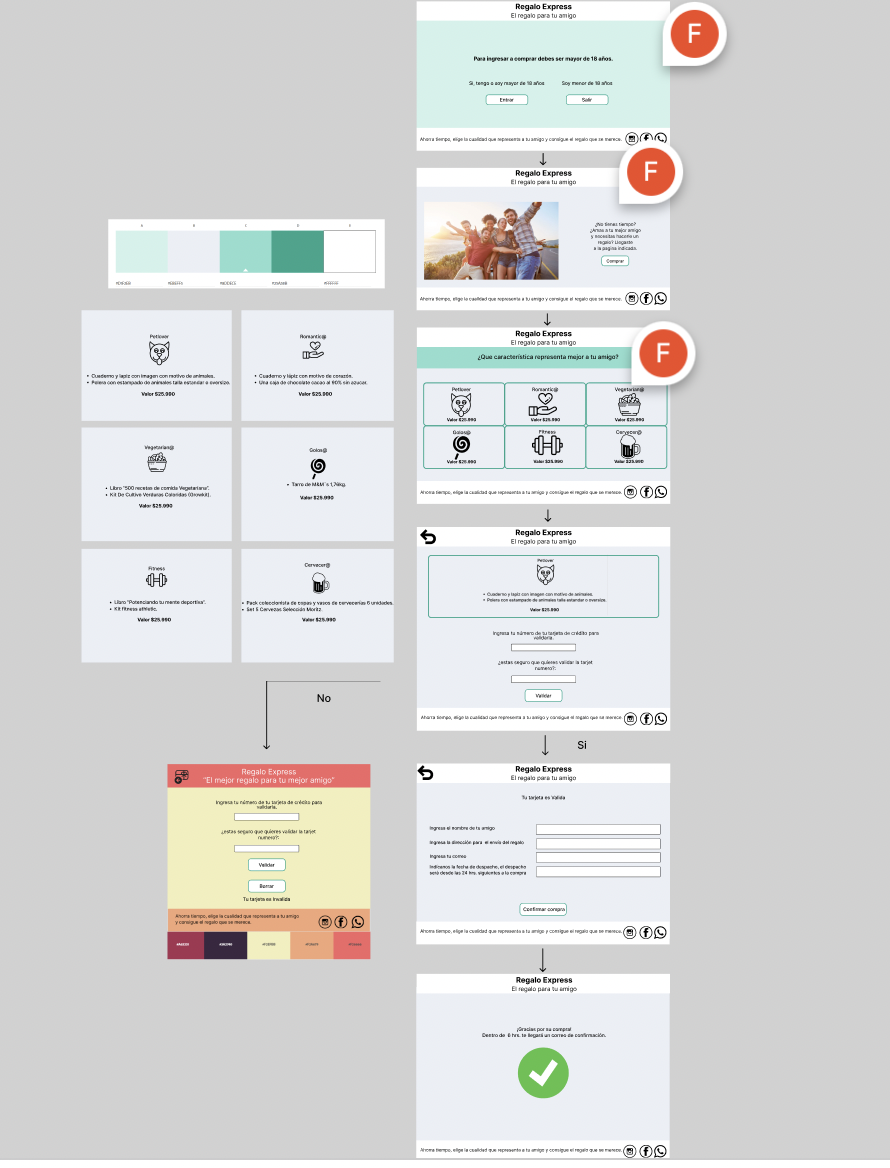 Regalo Express
El regalo para tu amigo
F
Para ingresar a comprar debes ser mayor de 18 años.
Si, tengo o soy mayor de 18 años
Soy menor de 18 años
Entrar
Salir
Ahorra tiempo, elige la cualidad que representa a tu amigo y consigue el regalo que se merece.
Regalo Express
El regalo para tu amigo
F
¿No tienes tiempo?
¿Amas a tu mejor amigo
y necesitas hacerle un
regalo? Llegaste
a la pagina indicada.
Comprar
Ahorra tiempo, elige la cualidad que representa a tu amigo y consigue el regalo que se merece.
#FFFFFF
Regalo Express
El regalo para tu amigo
F
¿Que característica representa mejor a tu amigo?
Petlover
Valor $25.990
Romantic@
Valor $25.990
Vegetarian@
Valor $25.990
Golos@
Valor $25.990
Fitness
Valor $25.990
Cervecer@
Valor $25.990
Ahorra tiempo, elige la cualidad que representa a tu amigo y consigue el regalo que se merece.
Petlover
• Cuaderno y lapiz con imagen con motivo de animales.
• Polera con estampado de animales talla estandar o oversize.
Valor $25.990
Romantic@
• Cuaderno y lápiz con motivo de corazón.
• Una caja de chocolate cacao al 90% sin azucar.
Valor $25.990
Vegetarian@
• Libro "500 recetas de comida Vegetariana".
• Kit De Cultive Verduras Coloridas (Growkit).
Valor $25.990
Golos@
• Tarro de M&M´s 1,76kg.
Valor $25.990
Fitness
• Libro "Potenciando tu mente deportiva".
• Kit fitness athletic.
Valor $25.990
Cervecer@
• Pack coleccionista de copas y vasos de cervecerías 6 unidades.
• Set 5 Cervezas Selección Moritz.
Valor $25.990
Regalo Express
El regalo para tu amigo
Petlover
• Cuaderno y lapiz con imagen con motivo de animales.
• Polera con estampado de animales talla estandar o oversize.
Valor $25.990
Ingresa tu número de tu tarjeta de crédito para
validarla.
¿estas seguro que quieres validar la tarjet
numero?:
Validar
Ahorra tiempo, elige la cualidad que representa a tu amigo y consigue el regalo que se merece.
No
Si
Regalo Express
"El mejor regalo para tu mejor amigo"
Ingresa tu número de tu tarjeta de crédito para
validarla.
¿estas seguro que quieres validar la tarjet
numero?:
Validar
Borrar
Tu tarjeta es invalida
Ahorra tiempo, elige la cualidad que representa a tu amigo
y consigue el regalo que se merece.
Regalo Express
El regalo para tu amigo
Tu tarjeta es Valida
Ingresa el nombre de tu amigo
Ingresa la dirección para el envío del regalo
Ingresa tu correo
Indicanos la fecha de despacho, el despacho
será desde las 24 hrs. siguientes a la compra
Confirmar compra
Ahorra tiempo, elige la cualidad que representa a tu amigo y consigue el regalo que se merece.
Regalo Express
El regalo para tu amigo
¡Gracias por su compra!
Dentro de 6 hrs. te llegará un correo de confirmación.
Ahorra tiempo, elige la cualidad que representa a tu amigo y consigue el regalo que se merece.